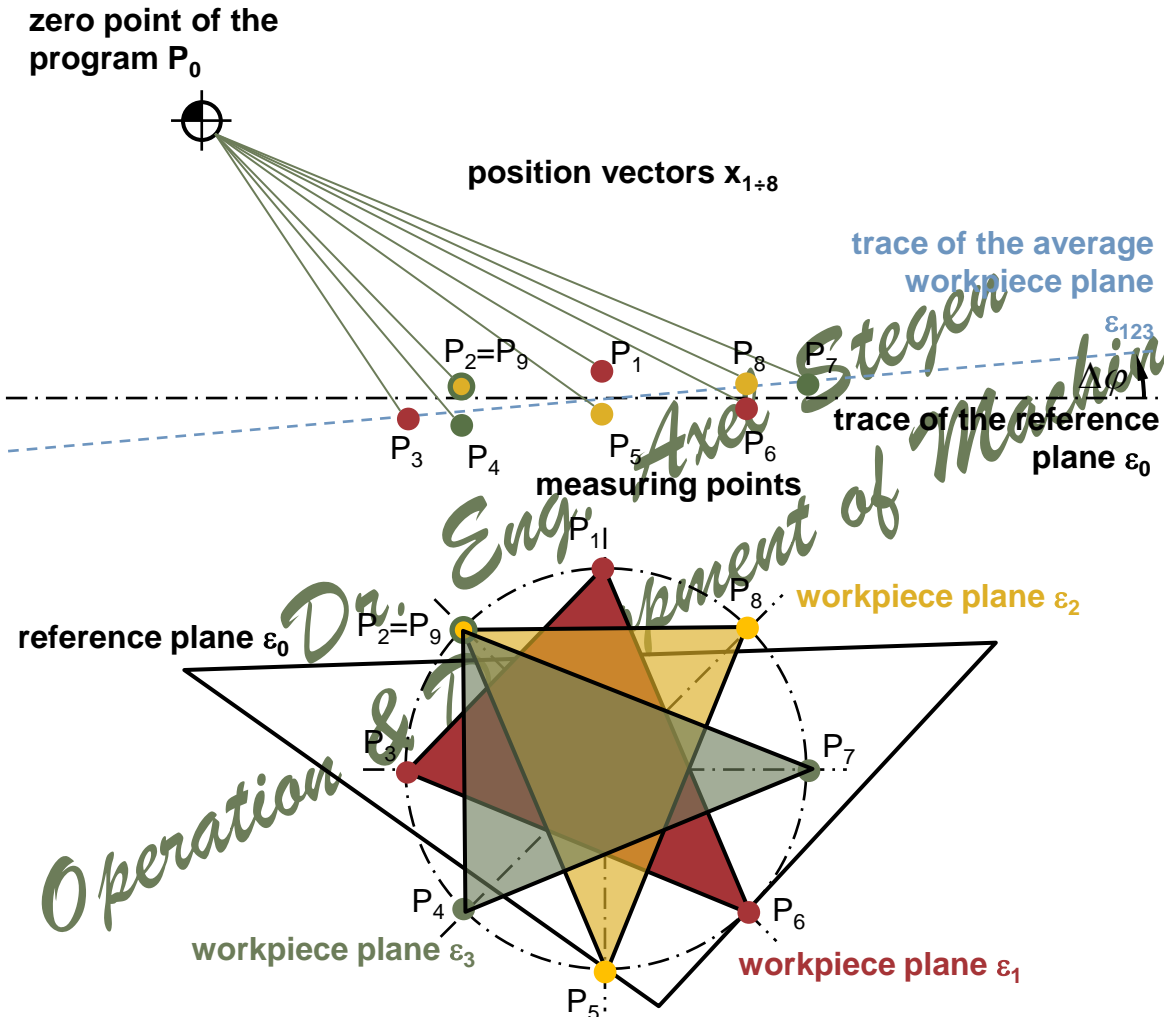 zero point of the
program P₀
position vectors x₁÷₈
trace of the average
workpiece plane
ε₁₂₃
P₂=P₉
P₁
P₈
P₇
Δφ
P₃
P₄
P₅
P₆
trace of the reference
plane ε₀
measuring points
P₁
P₈
workpiece plane ε₂
P₂=P₉
reference plane ε₀
P₃
P₇
P₄
P₆
workpiece plane ε₃
workpiece plane ε₁
P₅
Dr. Eng. Axel Stegen
Operation &
pment of Machin